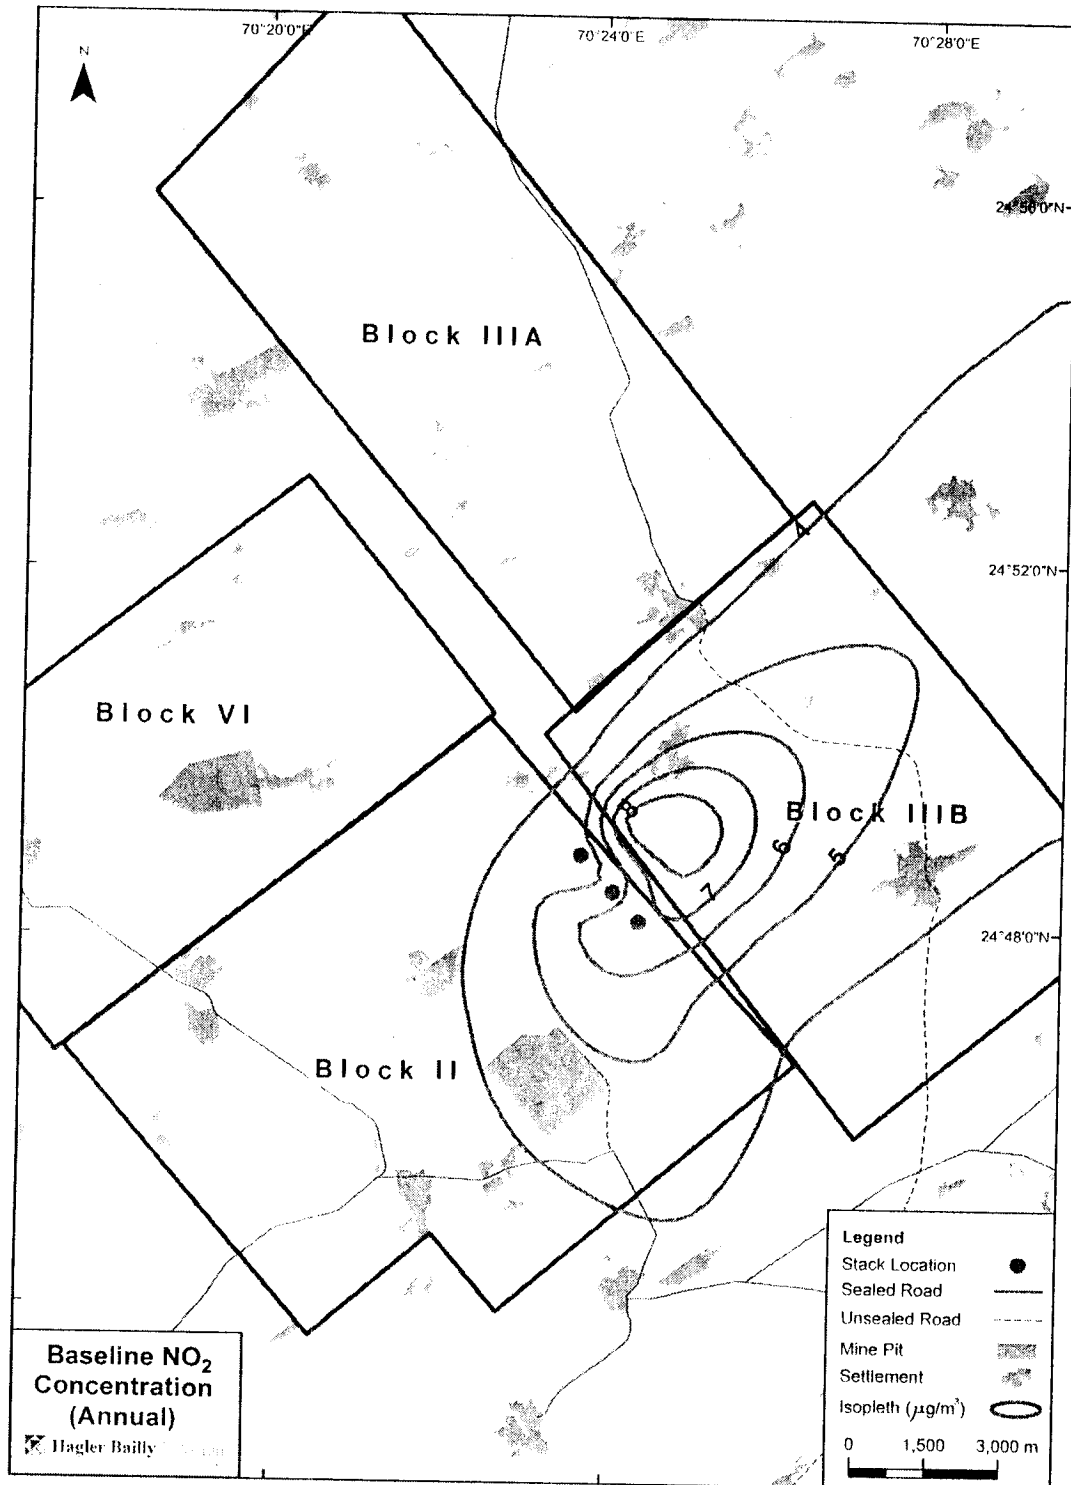 70°20'0"E
70°24'0"E
70°28'0"E
N
24°56'0"N
Block IIIA
4
24°52'0"N
Block VI
8
Block IIIB
6
5
7
24°48'0"N
Block II
Legend
Stack Location
Sealed Road
Unsealed Road
Mine Pit
Settlement
Isopleth (µg/m³)
0 1,500 3,000 m
Baseline NO₂
Concentration
(Annual)
Hagler Bailly